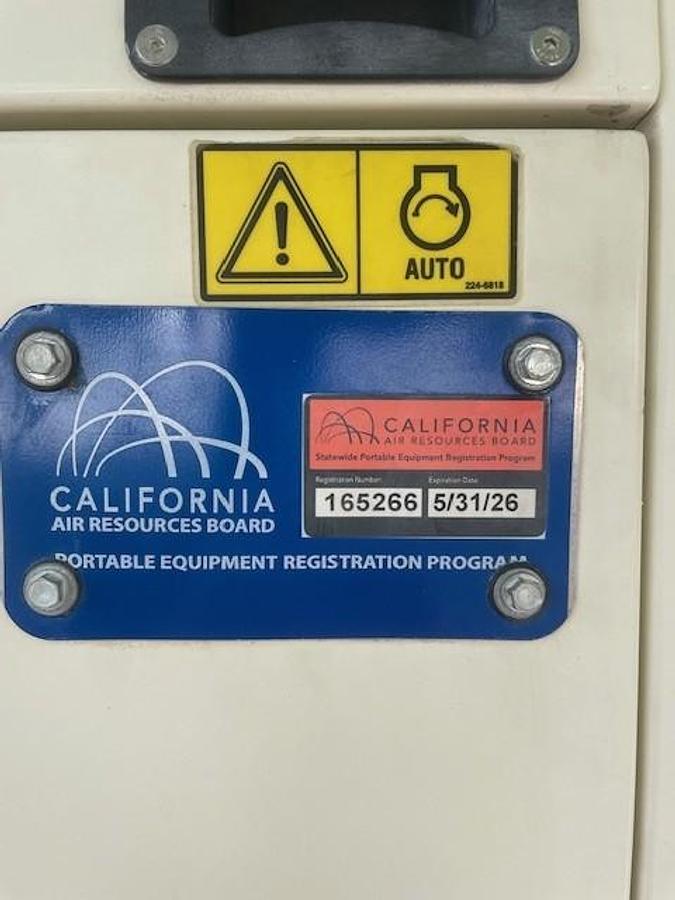 AUTO
224-6818
CALIFORNIA
AIR RESOURCES BOARD
CALIFORNIA
AIR RESOURCES BOARD
Statewide Portable Equipment Registration Program
Registration Number: Expiration Date:
165266 5/31/26
PORTABLE EQUIPMENT REGISTRATION PROGRAM